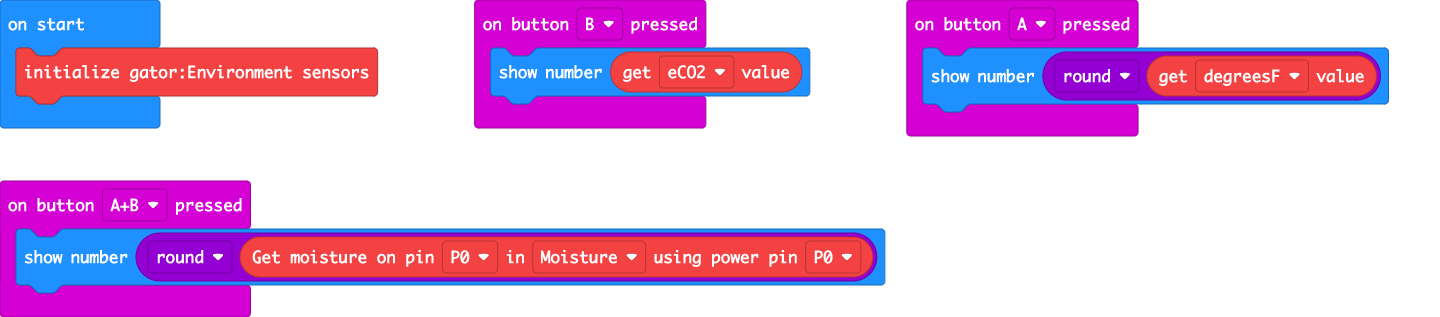 on start
initialize gator:Environment sensors
on button B pressed
show number get eCO2 value
on button A pressed
show number round get degreesF value
on button A+B pressed
show number round Get moisture on pin P0 in Moisture using power pin P0